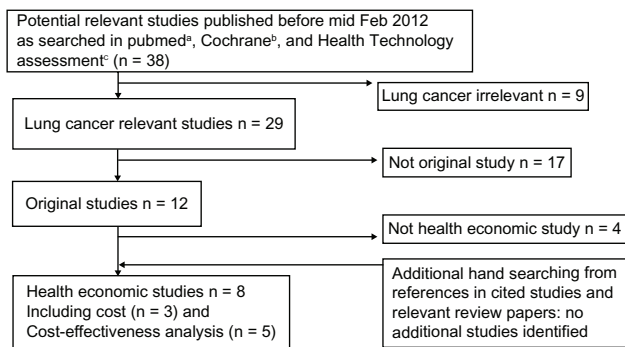 Potential relevant studies published before mid Feb 2012
as searched in pubmedᵃ, Cochraneᵇ, and Health Technology
assessmentᶜ (n = 38)
Lung cancer irrelevant n = 9
Lung cancer relevant studies n = 29
Not original study n = 17
Original studies n = 12
Not health economic study n = 4
Health economic studies n = 8
Including cost (n = 3) and
Cost-effectiveness analysis (n = 5)
Additional hand searching from
references in cited studies and
relevant review papers: no
additional studies identified